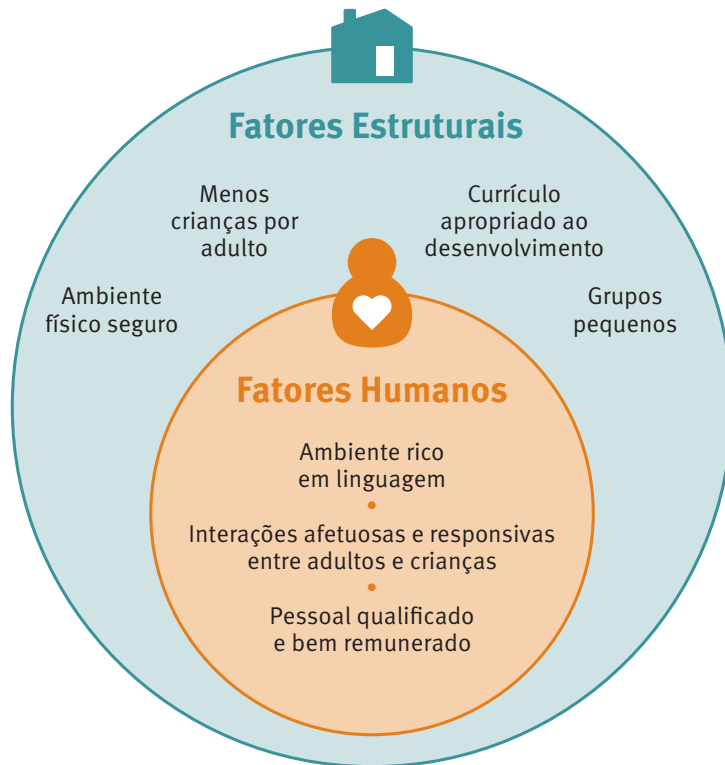 Fatores Estruturais
Menos
crianças por
adulto
Currículo
apropriado ao
desenvolvimento
Ambiente
físico seguro
Grupos
pequenos
Fatores Humanos
Ambiente rico
em linguagem
Interações afetuosas e responsivas
entre adultos e crianças
Pessoal qualificado
e bem remunerado